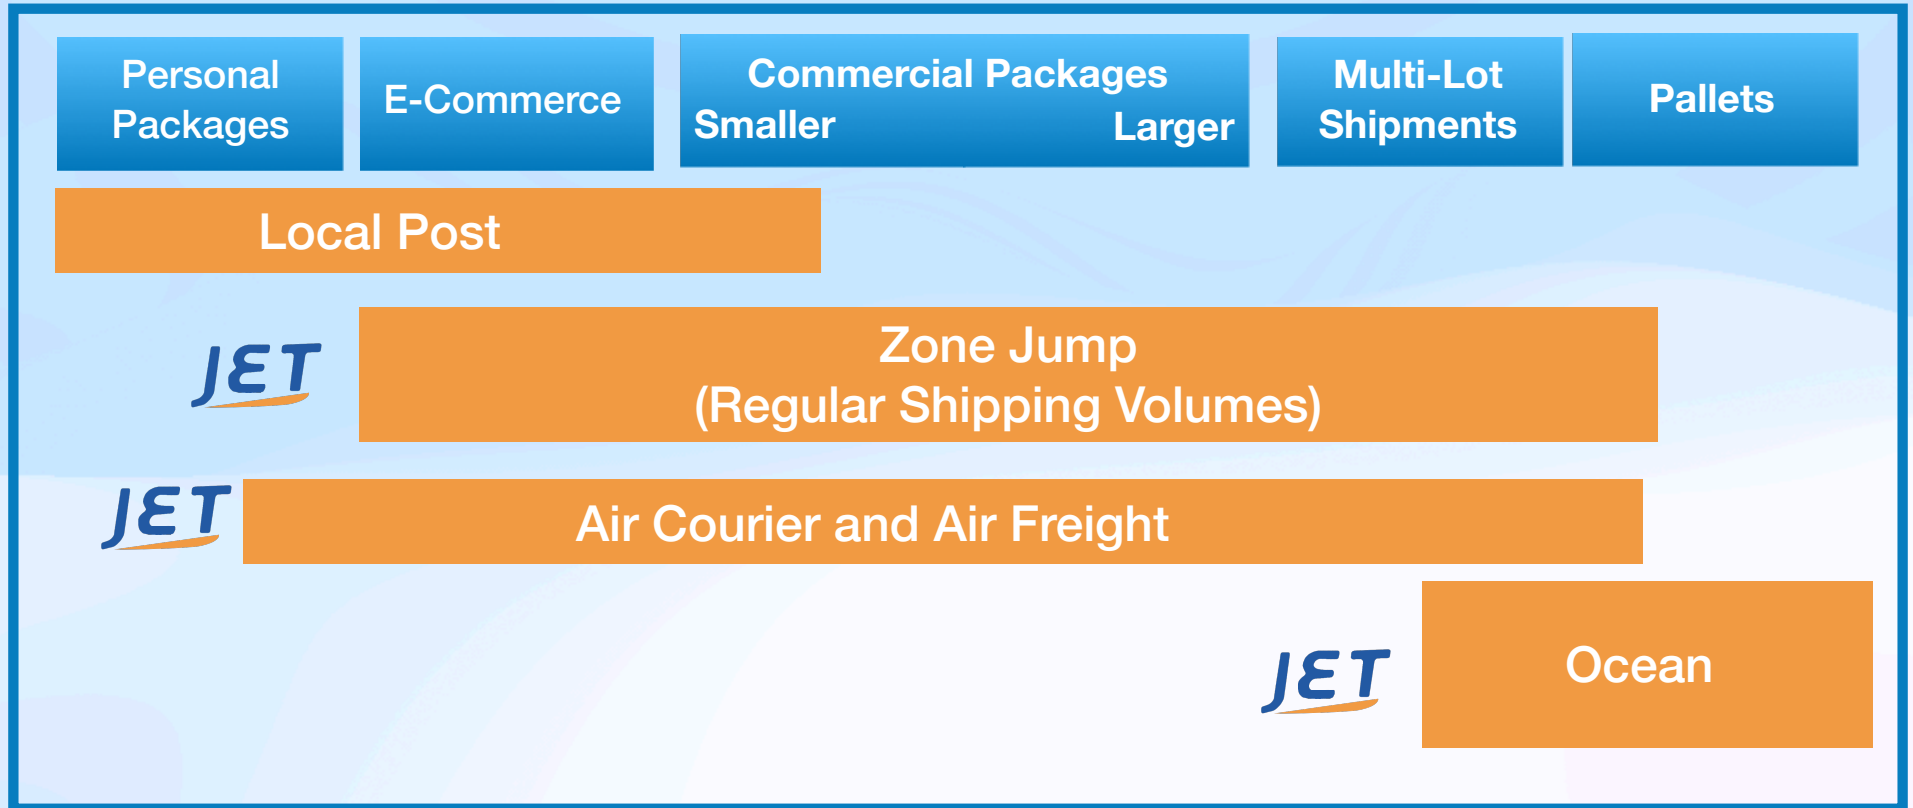 Personal
Packages
E-Commerce
Commercial Packages
Smaller
Larger
Multi-Lot
Shipments
Pallets
Local Post
JET
Zone Jump
(Regular Shipping Volumes)
JET
Air Courier and Air Freight
JET
Ocean